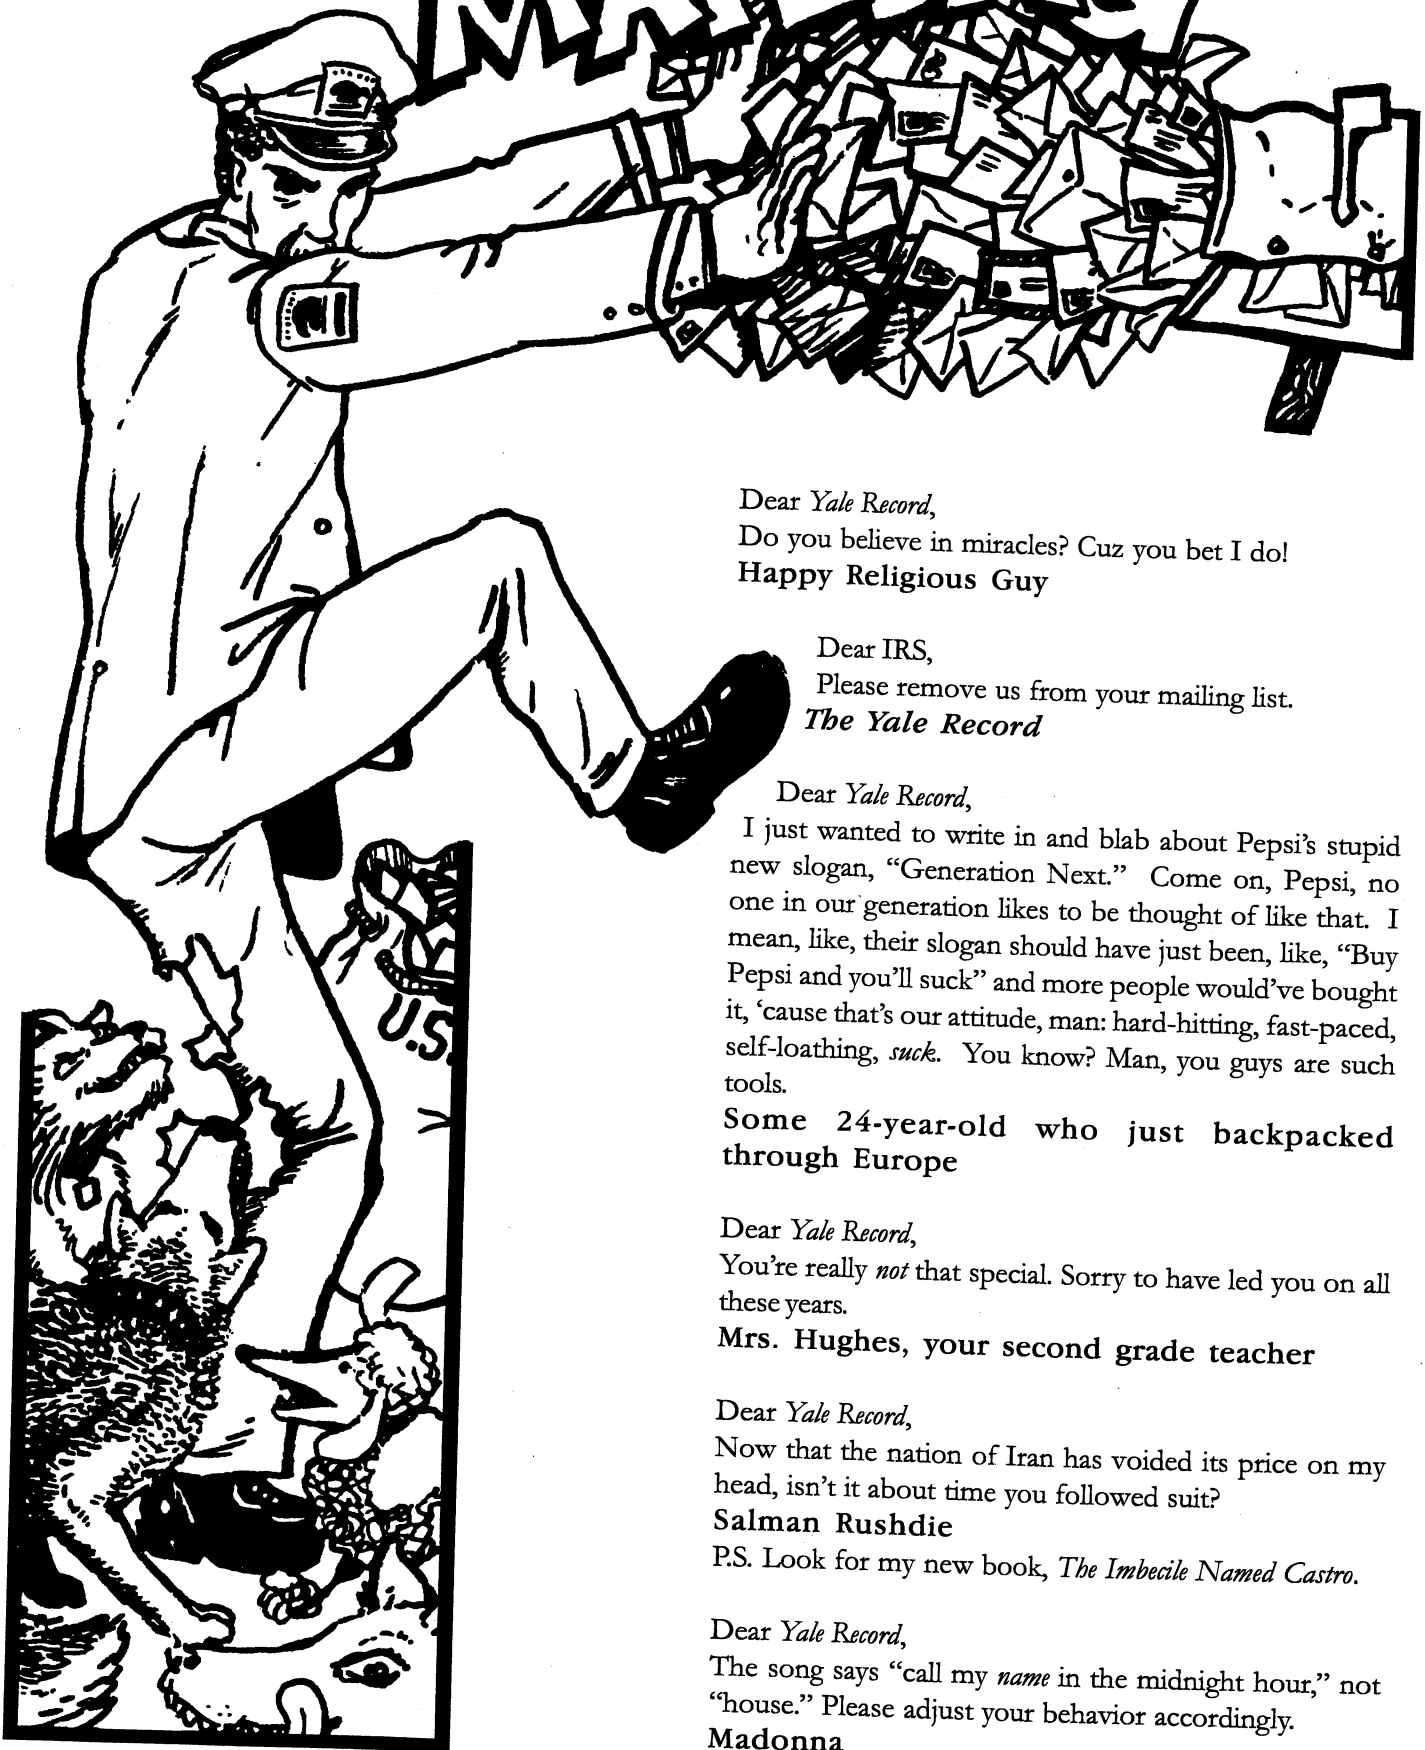 Dear Yale Record,
Do you believe in miracles? Cuz you bet I do!
Happy Religious Guy
Dear IRS,
Please remove us from your mailing list.
The Yale Record
Dear Yale Record,
I just wanted to write in and blab about Pepsi's stupid
new slogan, “Generation Next.” Come on, Pepsi, no
one in our generation likes to be thought of like that. I
mean, like, their slogan should have just been, like, “Buy
Pepsi and you'll suck” and more people would've bought
it, ‘cause that's our attitude, man: hard-hitting, fast-paced,
self-loathing, suck. You know? Man, you guys are such
tools.
Some 24-year-old who just backpacked
through Europe
Dear Yale Record,
You're really not that special. Sorry to have led you on all
these years.
Mrs. Hughes, your second grade teacher
Dear Yale Record,
Now that the nation of Iran has voided its price on my
head, isn't it about time you followed suit?
Salman Rushdie
P.S. Look for my new book, The Imbecile Named Castro.
Dear Yale Record,
The song says “call my name in the midnight hour,” not
“house.” Please adjust your behavior accordingly.
Madonna
U.S.